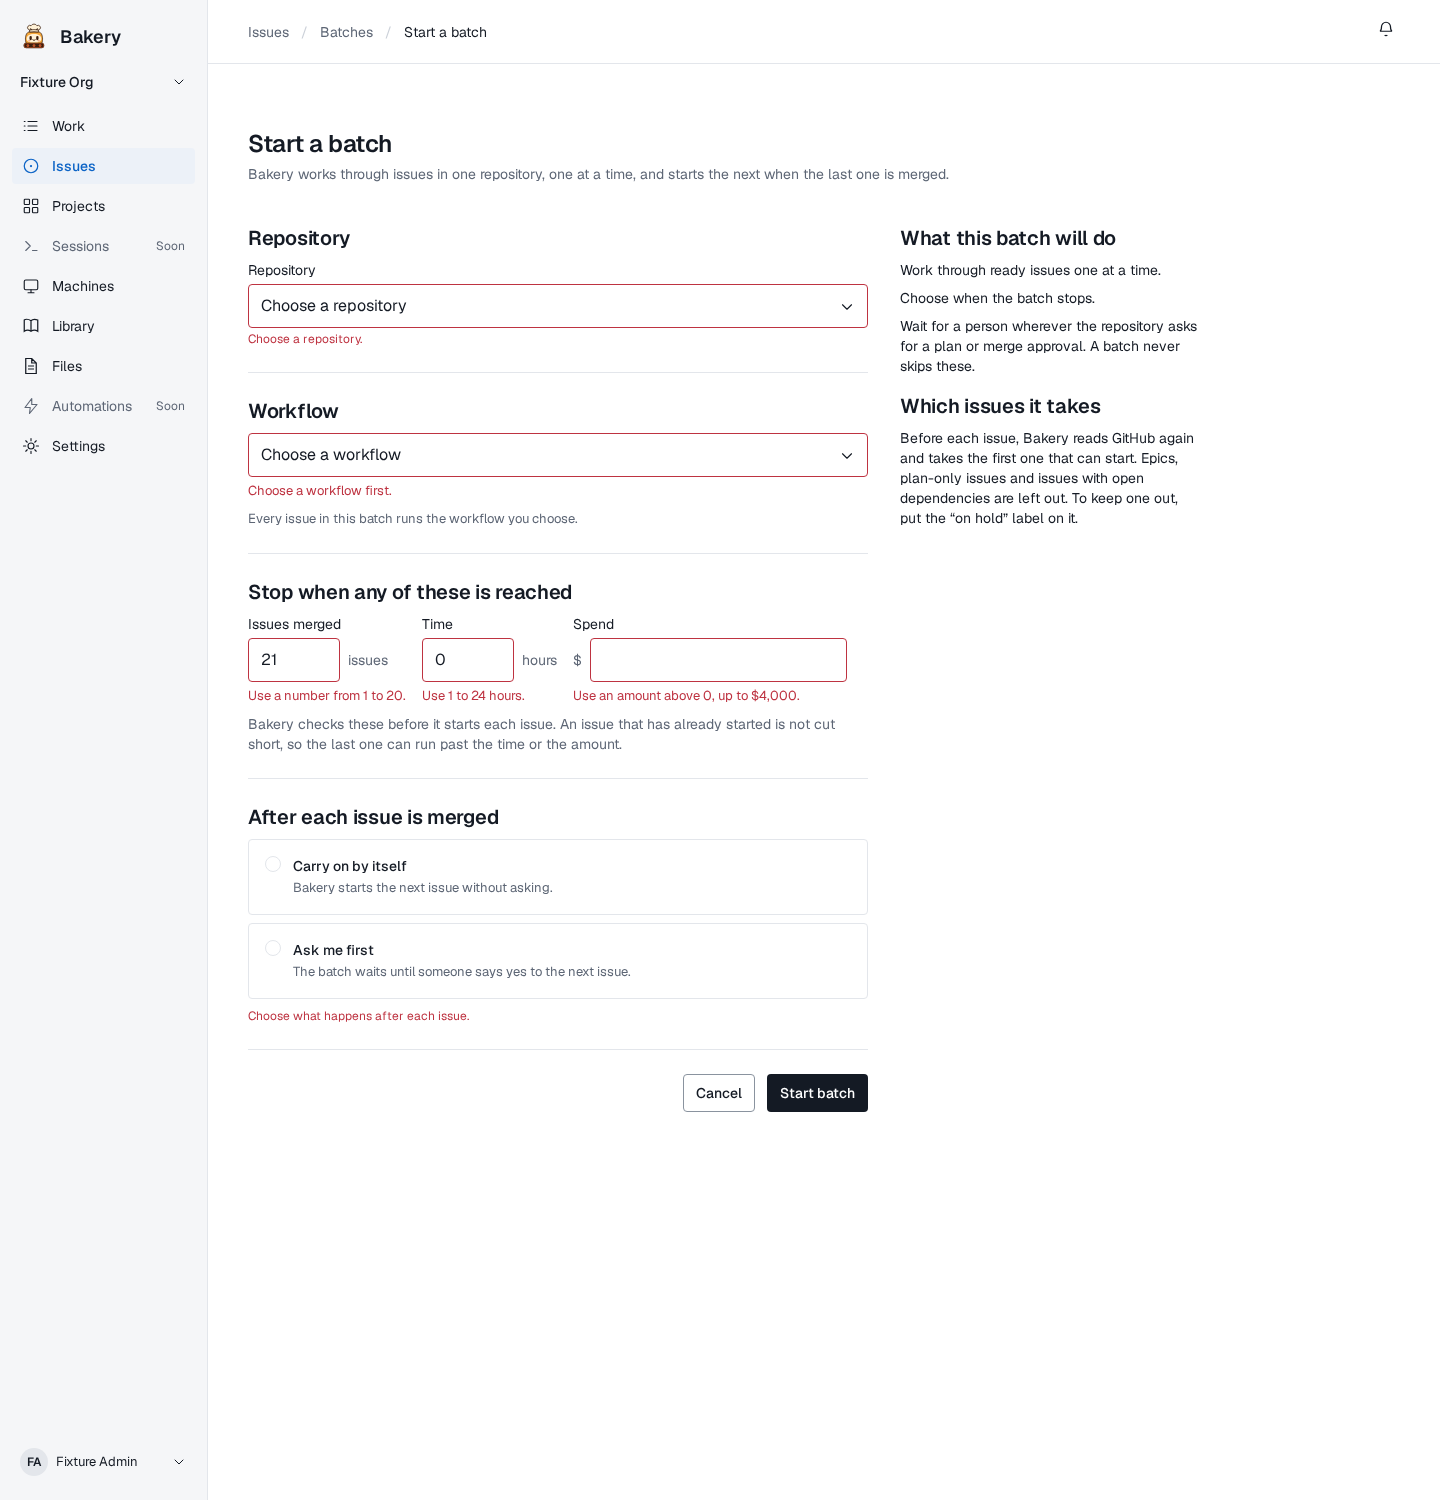 Bakery
Fixture Org
Work
Issues
Projects
Sessions Soon
Machines
Library
Files
Automations Soon
Settings
FA Fixture Admin
Issues / Batches / Start a batch
Start a batch
Bakery works through issues in one repository, one at a time, and starts the next when the last one is merged.
Repository
Repository
Choose a repository
Choose a repository.
Workflow
Choose a workflow
Choose a workflow first.
Every issue in this batch runs the workflow you choose.
Stop when any of these is reached
Issues merged Time Spend
21 issues 0 hours $
Use a number from 1 to 20. Use 1 to 24 hours. Use an amount above 0, up to $4,000.
Bakery checks these before it starts each issue. An issue that has already started is not cut
short, so the last one can run past the time or the amount.
After each issue is merged
Carry on by itself
Bakery starts the next issue without asking.
Ask me first
The batch waits until someone says yes to the next issue.
Choose what happens after each issue.
Cancel Start batch
What this batch will do
Work through ready issues one at a time.
Choose when the batch stops.
Wait for a person wherever the repository asks
for a plan or merge approval. A batch never
skips these.
Which issues it takes
Before each issue, Bakery reads GitHub again
and takes the first one that can start. Epics,
plan-only issues and issues with open
dependencies are left out. To keep one out,
put the “on hold” label on it.